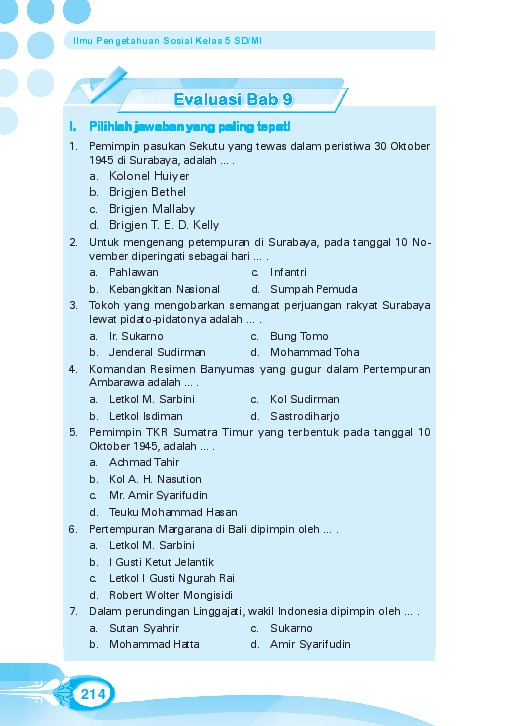 Ilmu Pengetahuan Sosial Kelas 5 SD/MI
Evaluasi Bab 9
I. Pilihlah jawaban yang paling tepat!
1. Pemimpin pasukan Sekutu yang tewas dalam peristiwa 30 Oktober
1945 di Surabaya, adalah ... .
a. Kolonel Huiyer
b. Brigjen Bethel
c. Brigjen Mallaby
d. Brigjen T. E. D. Kelly
2. Untuk mengenang petempuran di Surabaya, pada tanggal 10 No-
vember diperingati sebagai hari ... .
a. Pahlawan c. Infantri
b. Kebangkitan Nasional d. Sumpah Pemuda
3. Tokoh yang mengobarkan semangat perjuangan rakyat Surabaya
lewat pidato-pidatonya adalah ... .
a. Ir. Sukarno c. Bung Tomo
b. Jenderal Sudirman d. Mohammad Toha
4. Komandan Resimen Banyumas yang gugur dalam Pertempuran
Ambarawa adalah ... .
a. Letkol M. Sarbini c. Kol Sudirman
b. Letkol Isdiman d. Sastrodiharjo
5. Pemimpin TKR Sumatra Timur yang terbentuk pada tanggal 10
Oktober 1945, adalah ... .
a. Achmad Tahir
b. Kol A. H. Nasution
c. Mr. Amir Syarifudin
d. Teuku Mohammad Hasan
6. Pertempuran Margarana di Bali dipimpin oleh ... .
a. Letkol M. Sarbini
b. I Gusti Ketut Jelantik
c. Letkol I Gusti Ngurah Rai
d. Robert Wolter Mongisidi
7. Dalam perundingan Linggajati, wakil Indonesia dipimpin oleh ... .
a. Sutan Syahrir c. Sukarno
b. Mohammad Hatta d. Amir Syarifudin
214